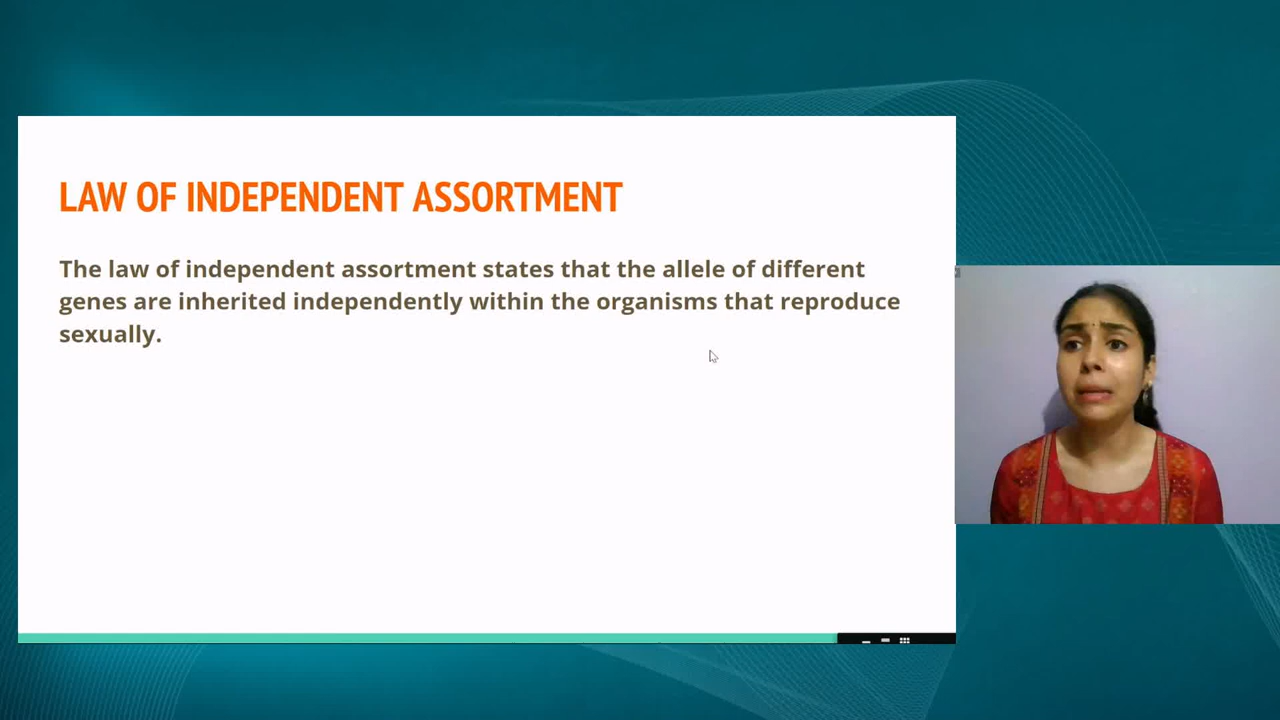 LAW OF INDEPENDENT ASSORTMENT
The law of independent assortment states that the allele of different
genes are inherited independently within the organisms that reproduce
sexually.